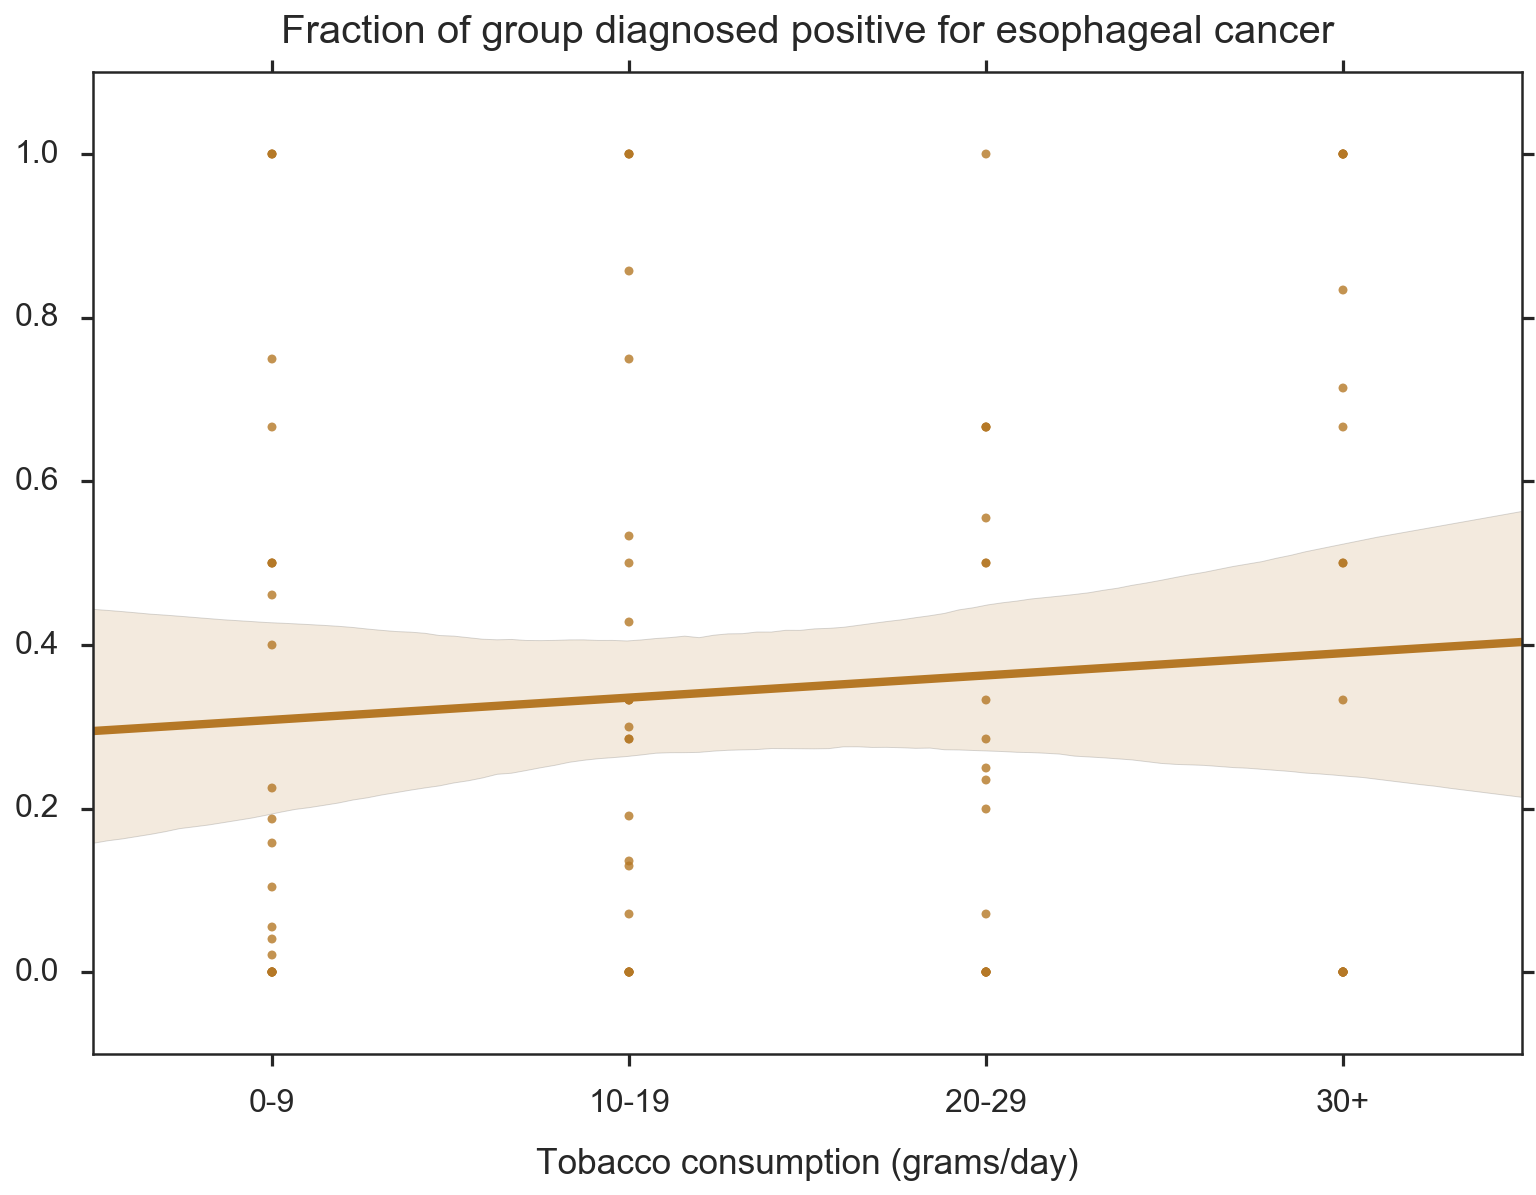 Fraction of group diagnosed positive for esophageal cancer
1.0
0.8
0.6
0.4
0.2
0.0
0-9 10-19 20-29 30+
Tobacco consumption (grams/day)